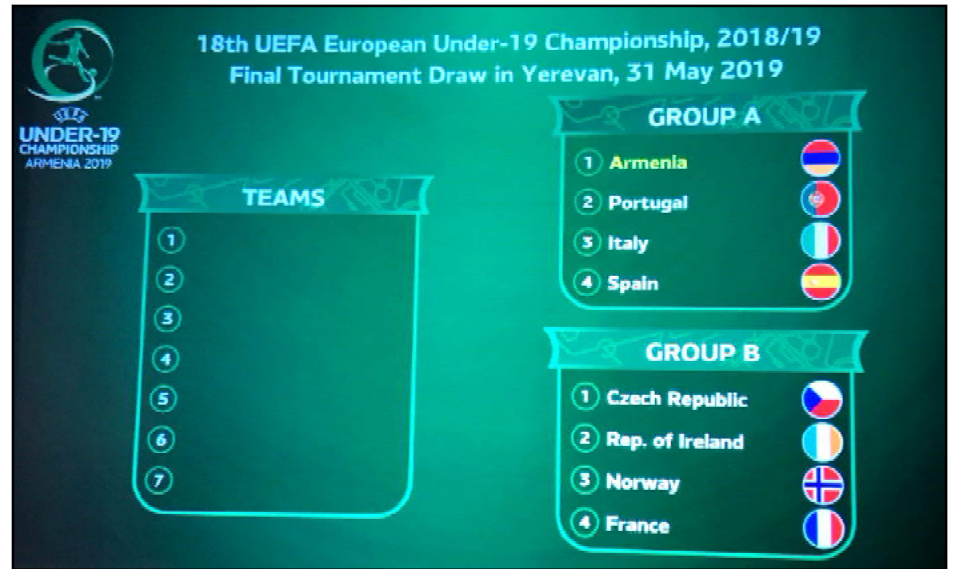 18th UEFA European Under-19 Championship, 2018/19
Final Tournament Draw in Yerevan, 31 May 2019
UEFA
UNDER-19
CHAMPIONSHIP
ARMENIA 2019
TEAMS
1
2
3
4
5
6
7
GROUP A
1 Armenia
2 Portugal
3 Italy
4 Spain
GROUP B
1 Czech Republic
2 Rep. of Ireland
3 Norway
4 France